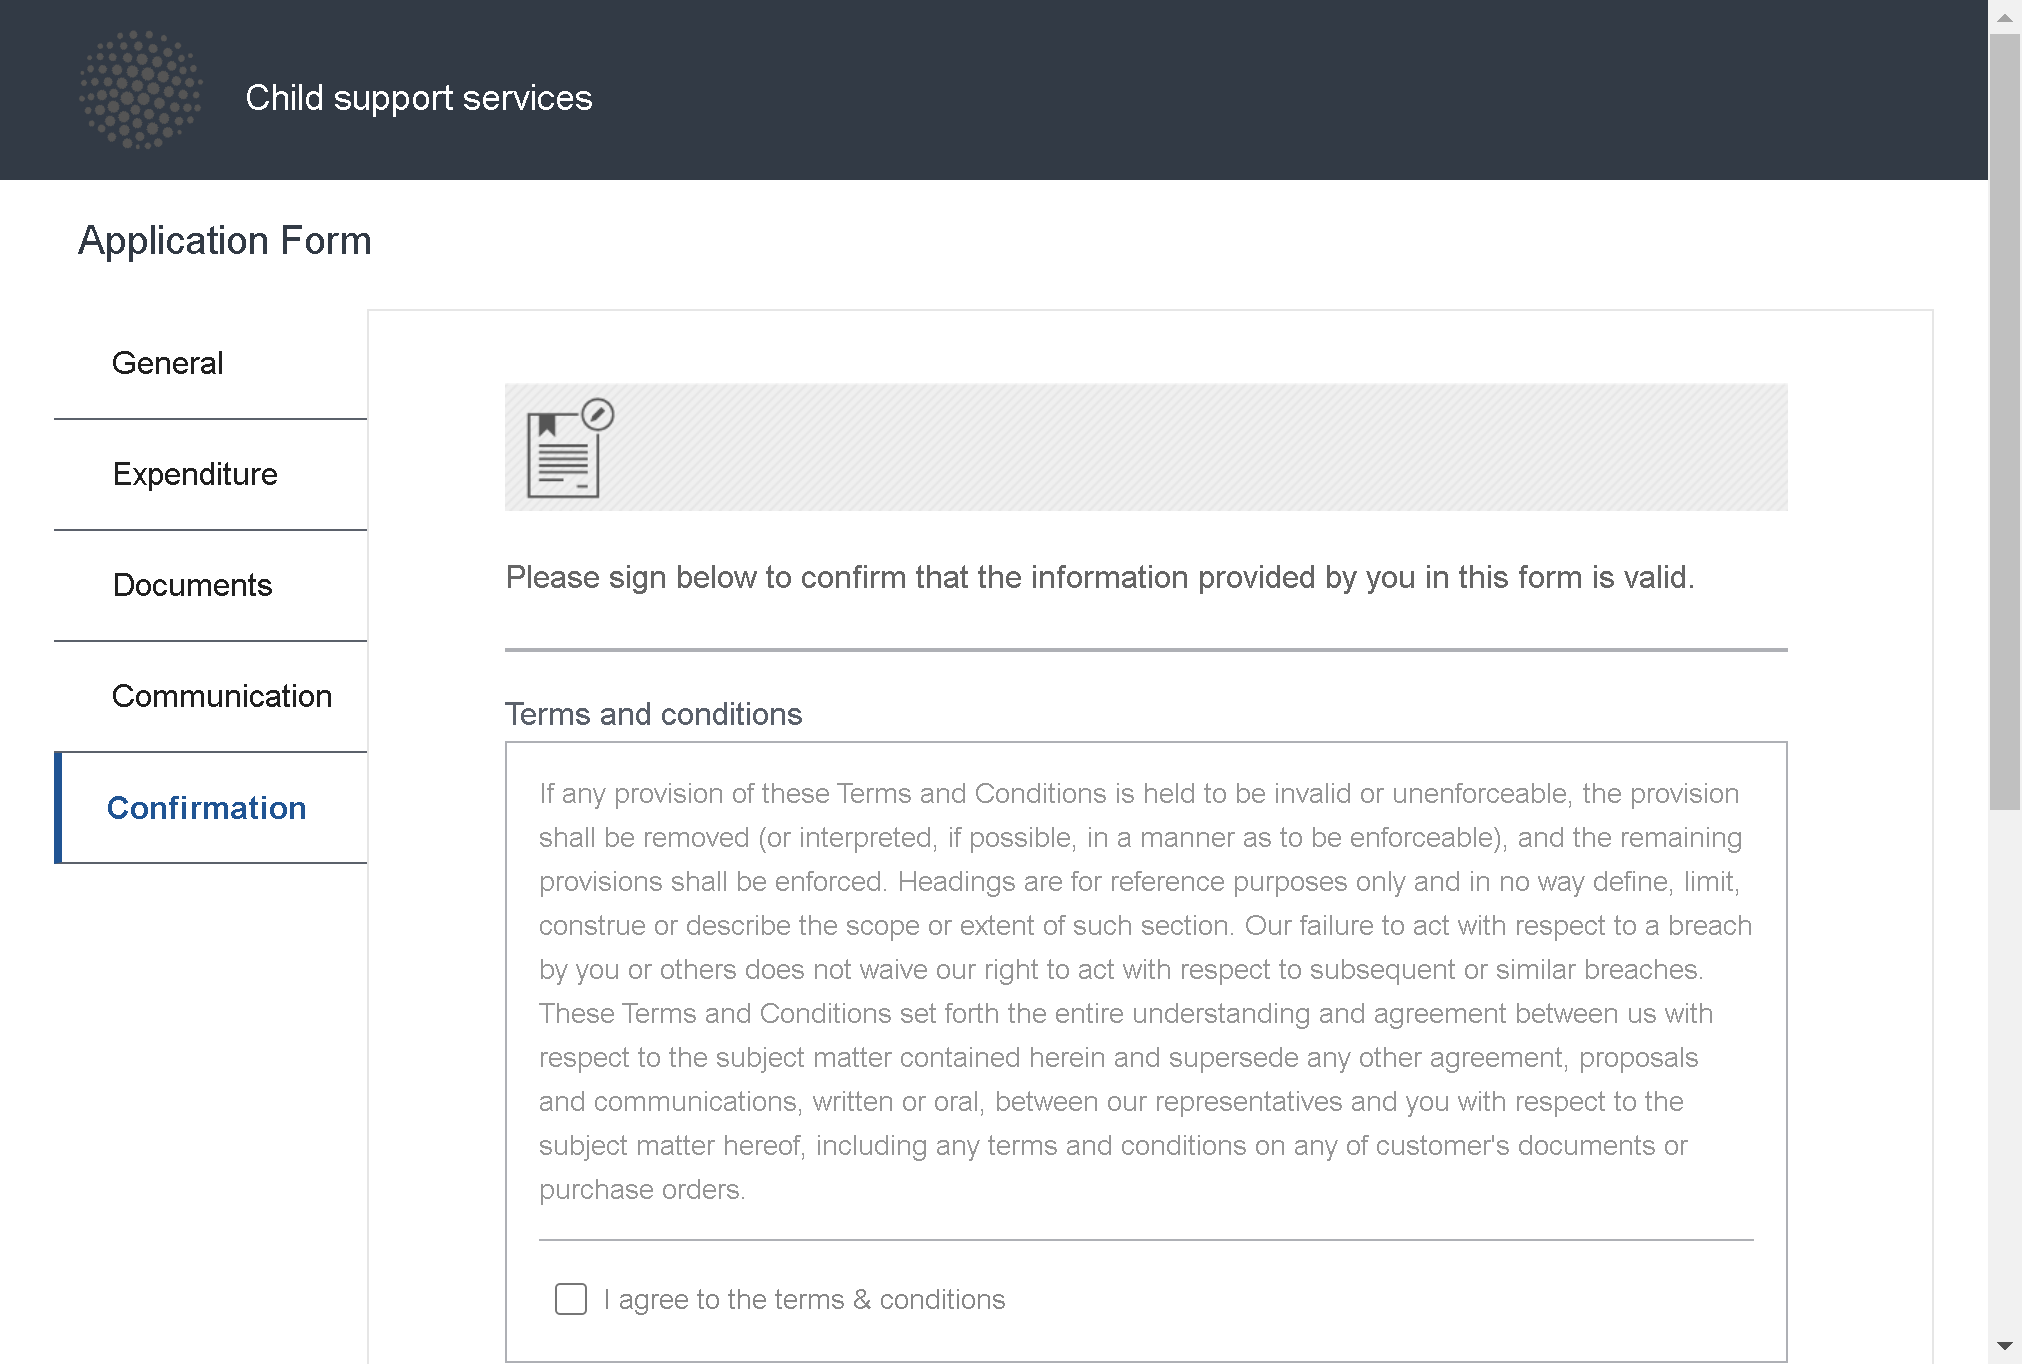 Child support services
Application Form
General
Expenditure
Documents
Communication
Confirmation
Please sign below to confirm that the information provided by you in this form is valid.
Terms and conditions
If any provision of these Terms and Conditions is held to be invalid or unenforceable, the provision
shall be removed (or interpreted, if possible, in a manner as to be enforceable), and the remaining
provisions shall be enforced. Headings are for reference purposes only and in no way define, limit,
construe or describe the scope or extent of such section. Our failure to act with respect to a breach
by you or others does not waive our right to act with respect to subsequent or similar breaches.
These Terms and Conditions set forth the entire understanding and agreement between us with
respect to the subject matter contained herein and supersede any other agreement, proposals
and communications, written or oral, between our representatives and you with respect to the
subject matter hereof, including any terms and conditions on any of customer's documents or
purchase orders.
I agree to the terms & conditions